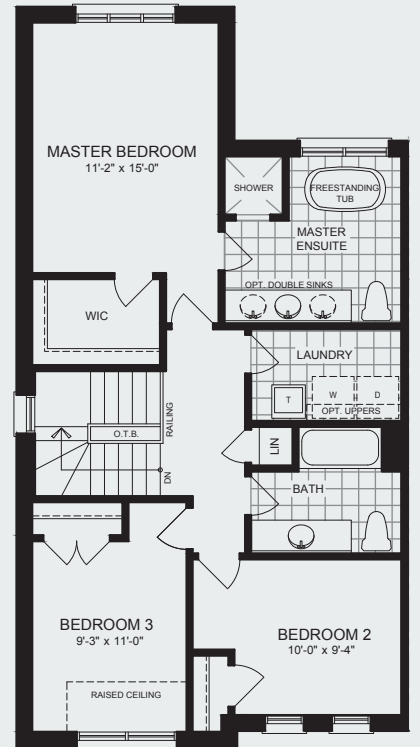 MASTER BEDROOM
11'-2" x 15'-0"
SHOWER
FREESTANDING
TUB
MASTER
ENSUITE
OPT. DOUBLE SINKS
WIC
LAUNDRY
W
D
T
OPT. UPPERS
RAILING
O.T.B.
LIN
DN
BATH
BEDROOM 3
9'-3" x 11'-0"
BEDROOM 2
10'-0" x 9'-4"
RAISED CEILING